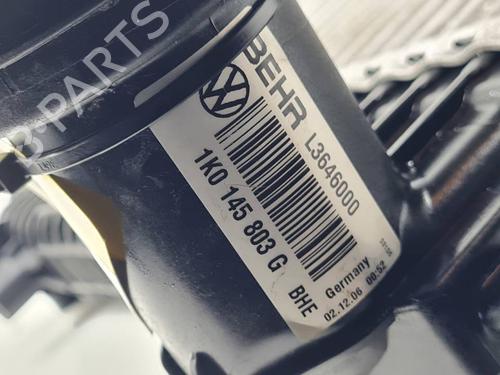 B-PARTS
BEHR L3646000
1K0 145 803 G BHE
Germany
02.12.06 00:52